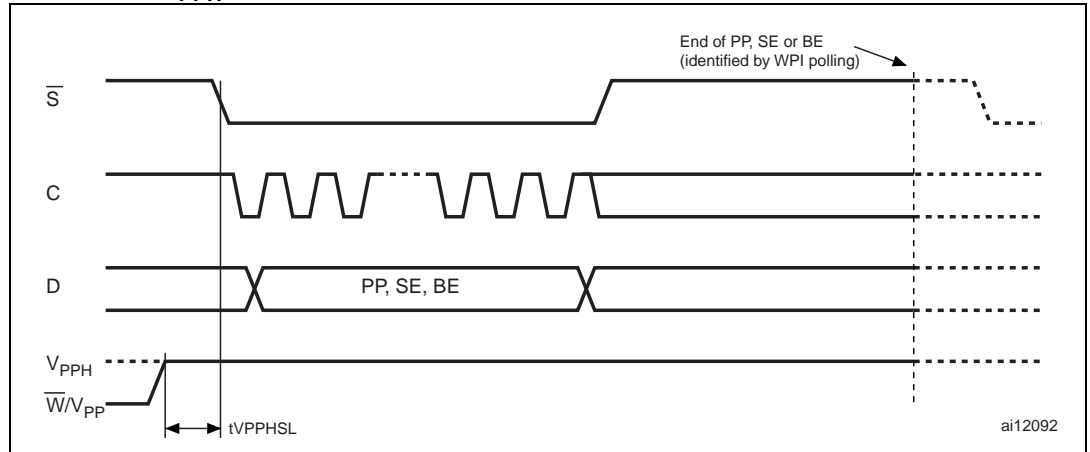 End of PP, SE or BE
(identified by WPI polling)
S̅
C
D
PP, SE, BE
VPPH
W̅/VPP
tVPPHSL
ai12092